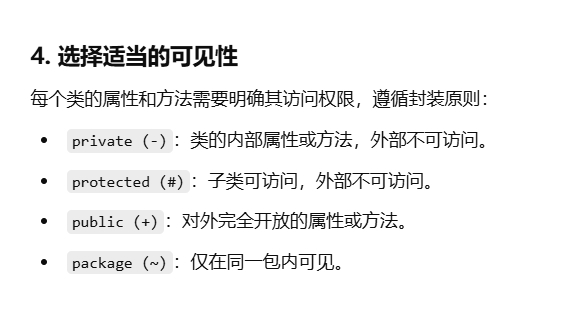 4. 选择适当的可见性
每个类的属性和方法需要明确其访问权限，遵循封装原则：
• private (-)：类的内部属性或方法，外部不可访问。
• protected (#)：子类可访问，外部不可访问。
• public (+)：对外完全开放的属性或方法。
• package (~)：仅在同一包内可见。